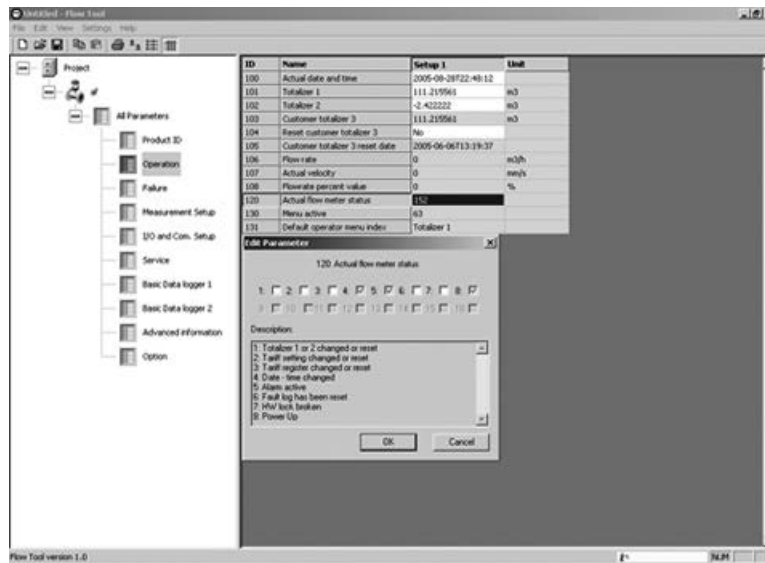 Untitled - Flow Tool
File Edit View Settings Help
Project
All Parameters
Product ID
Operation
Failure
Measurement Setup
I/O and Com. Setup
Service
Basic Data logger 1
Basic Data logger 2
Advanced information
Option
ID Name Setup 1 Unit
100 Actual date and time 2005-08-28T22:48:12
101 Totalizer 1 111.215561 m3
102 Totalizer 2 -2.422222 m3
103 Customer totalizer 3 111.215561 m3
104 Reset customer totalizer 3 No
105 Customer totalizer 3 reset date 2005-06-06T13:19:37
106 Flow rate 0 m3/h
107 Actual velocity 0 mm/s
108 Flowrate percent value 0 %
120 Actual flow meter status 152
130 Menu active 63
131 Default operator menu index Totalizer 1
Edit Parameter
120 Actual flow meter status
1: 2: 3: 4: 5: 6: 7: 8:
9: 10: 11: 12: 13: 14: 15: 16:
Description:
1: Totalizer 1 or 2 changed or reset
2: Tariff setting changed or reset
3: Tariff register changed or reset
4: Date - time changed
5: Alarm active
6: Fault log has been reset
7: HW lock broken
8: Power Up
OK Cancel
Flow Tool version 1.0 NUM